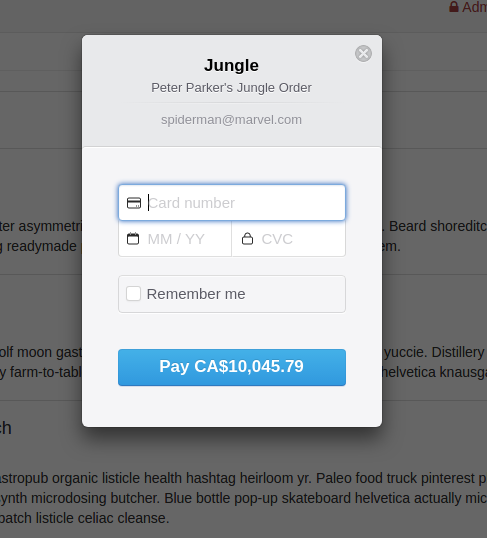 Adm
Jungle
Peter Parker's Jungle Order
spiderman@marvel.com
Card number
MM / YY CVC
Remember me
Pay CA$10,045.79
ter asymmetri . Beard shoreditc
g readymade em.
olf moon gast yuccie. Distillery
y farm-to-tabl helvetica knausga
ch
astropub organic listicle health hashtag heirloom yr. Paleo food truck pinterest p
synth microdosing butcher. Blue bottle pop-up skateboard helvetica actually mic
batch listicle celiac cleanse.